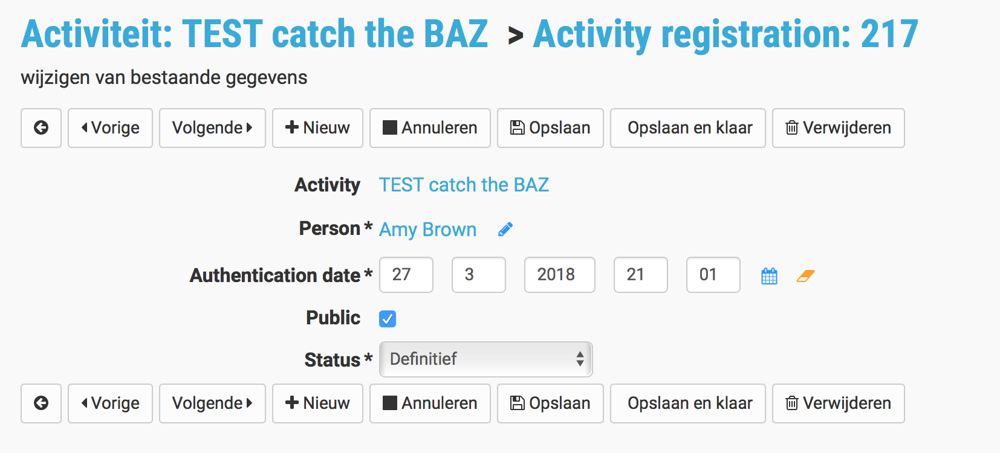 Activiteit: TEST catch the BAZ > Activity registration: 217
wijzigen van bestaande gegevens
Vorige Volgende Nieuw Annuleren Opslaan Opslaan en klaar Verwijderen
Activity TEST catch the BAZ
Person * Amy Brown
Authentication date * 27 3 2018 21 01
Public
Status * Definitief
Vorige Volgende Nieuw Annuleren Opslaan Opslaan en klaar Verwijderen